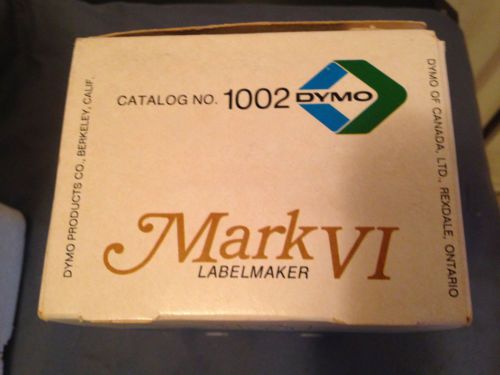 CATALOG NO. 1002 DYMO
DYMO PRODUCTS CO., BERKELEY, CALIF.
DYMO OF CANADA, LTD., REXDALE, ONTARIO
Mark VI
LABELMAKER